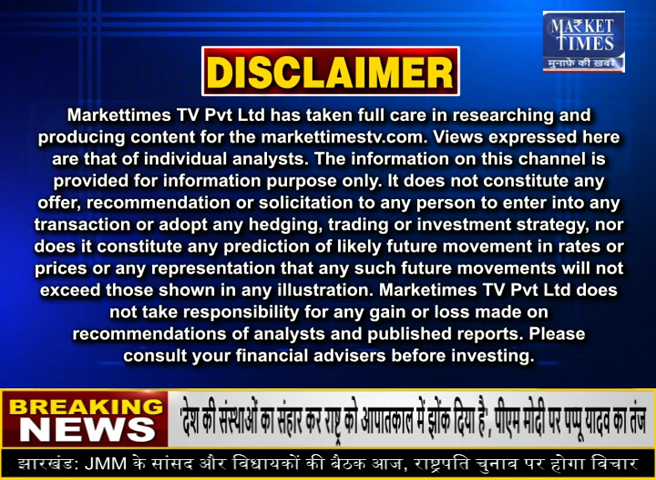 MARKET
TIMES
मुनाफे की खबर
DISCLAIMER
Markettimes TV Pvt Ltd has taken full care in researching and
producing content for the markettimestv.com. Views expressed here
are that of individual analysts. The information on this channel is
provided for information purpose only. It does not constitute any
offer, recommendation or solicitation to any person to enter into any
transaction or adopt any hedging, trading or investment strategy, nor
does it constitute any prediction of likely future movement in rates or
prices or any representation that any such future movements will not
exceed those shown in any illustration. Marketimes TV Pvt Ltd does
not take responsibility for any gain or loss made on
recommendations of analysts and published reports. Please
consult your financial advisers before investing.
BREAKING
NEWS
'देश की संस्थाओं का संहार कर राष्ट्र को आपातकाल में झोंक दिया है', पीएम मोदी पर पप्पू यादव का तंज
झारखंड: JMM के सांसद और विधायकों की बैठक आज, राष्ट्रपति चुनाव पर होगा विचार